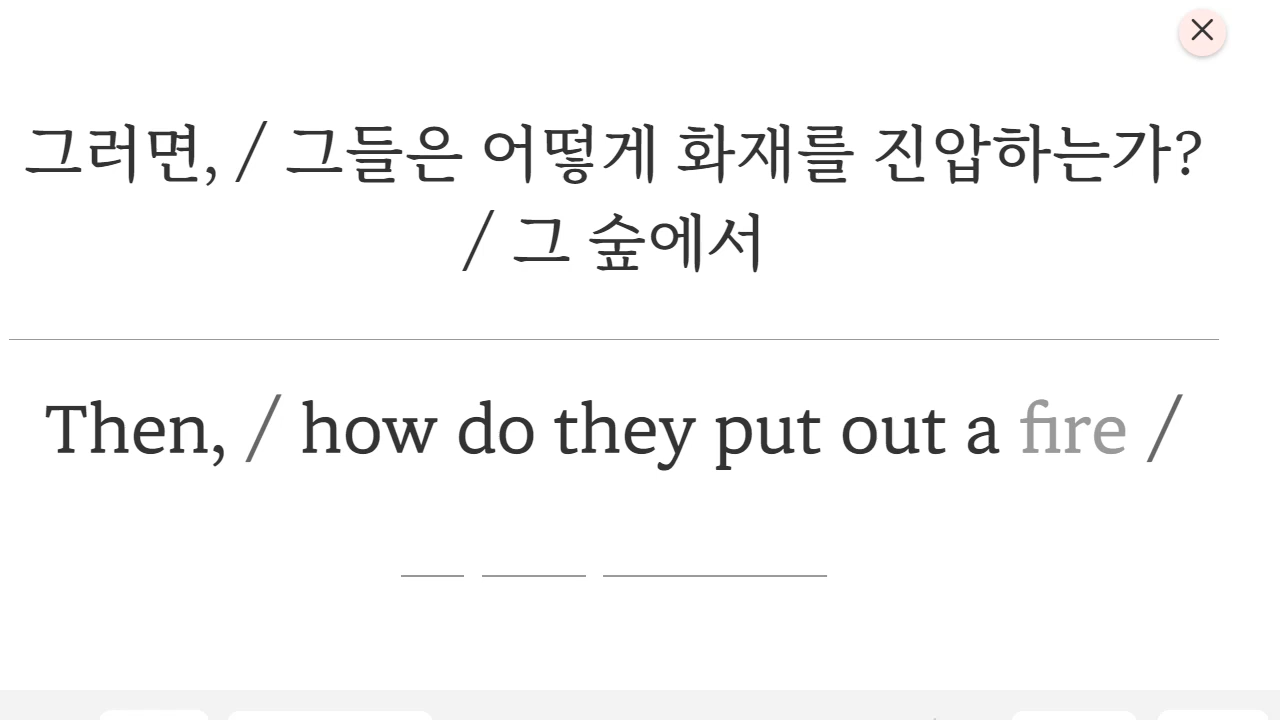 그러면, / 그들은 어떻게 화재를 진압하는가?
/ 그 숲에서
Then, / how do they put out a fire /